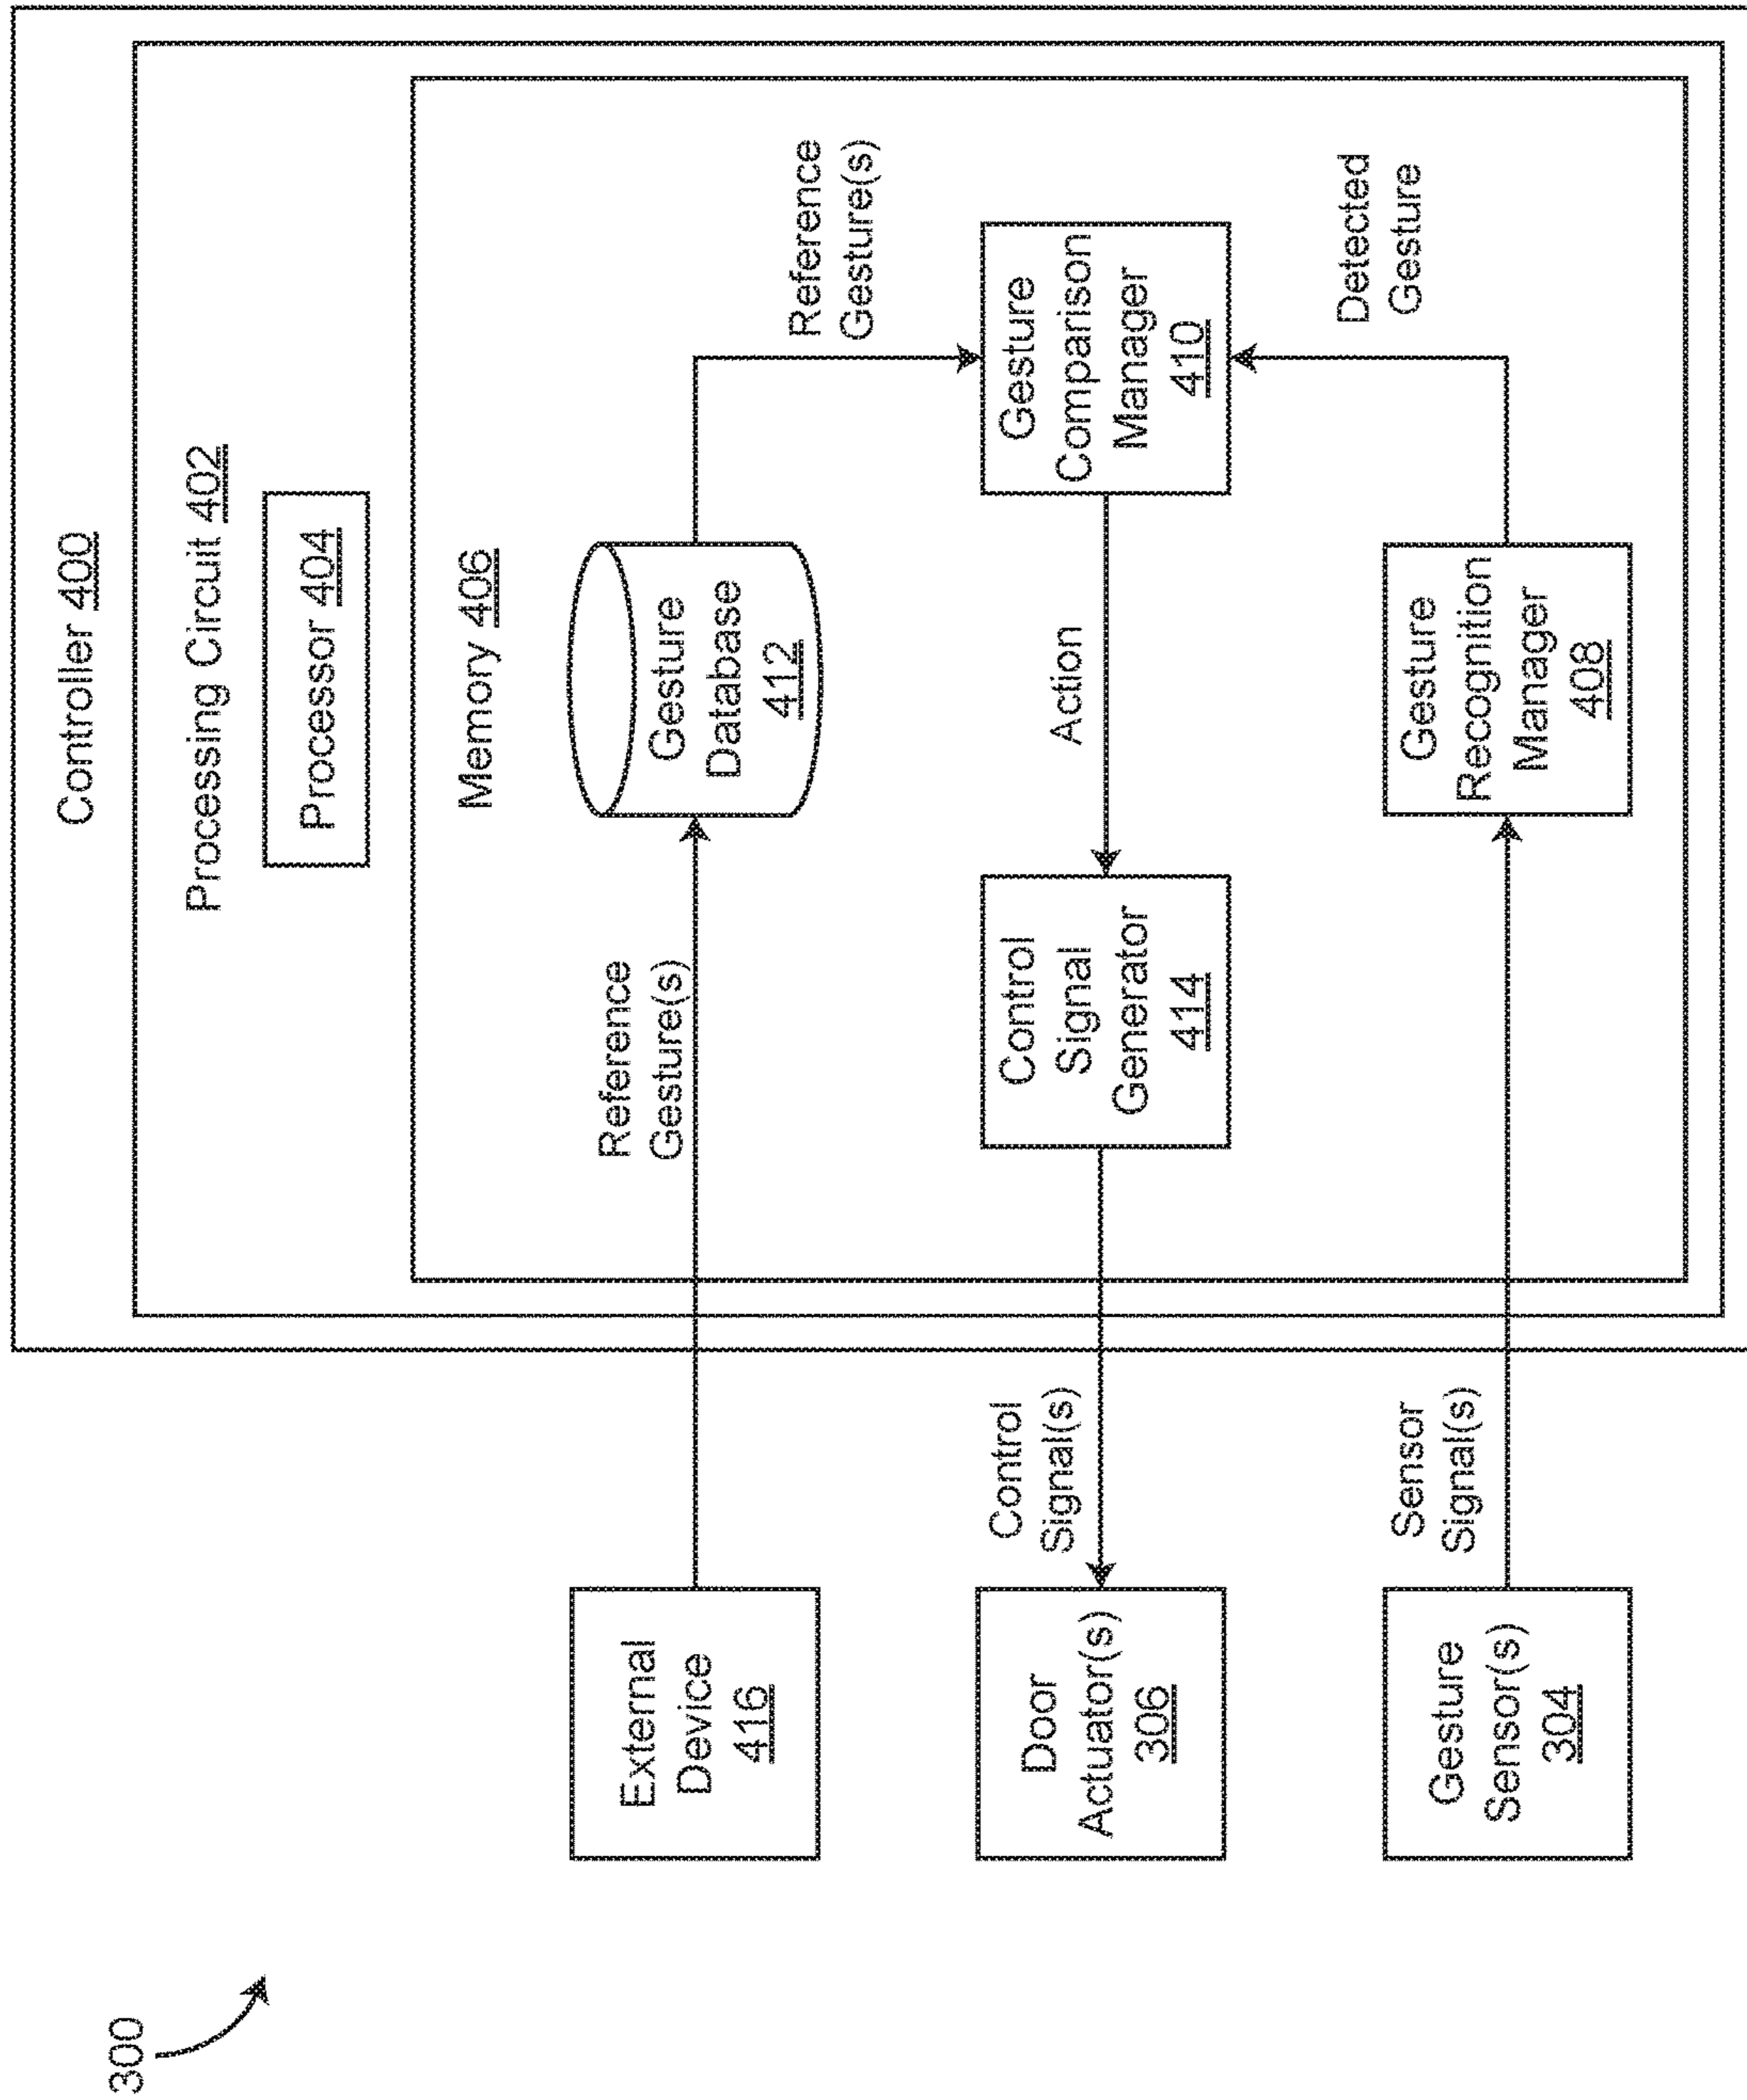 300
Controller 400
Processing Circuit 402
Processor 404
Memory 406
External
Device
416
Reference
Gesture(s)
Gesture
Database
412
Reference
Gesture(s)
Door
Actuator(s)
306
Control
Signal(s)
Control
Signal
Generator
414
Action
Gesture
Comparison
Manager
410
Gesture
Sensor(s)
304
Sensor
Signal(s)
Gesture
Recognition
Manager
408
Detected
Gesture